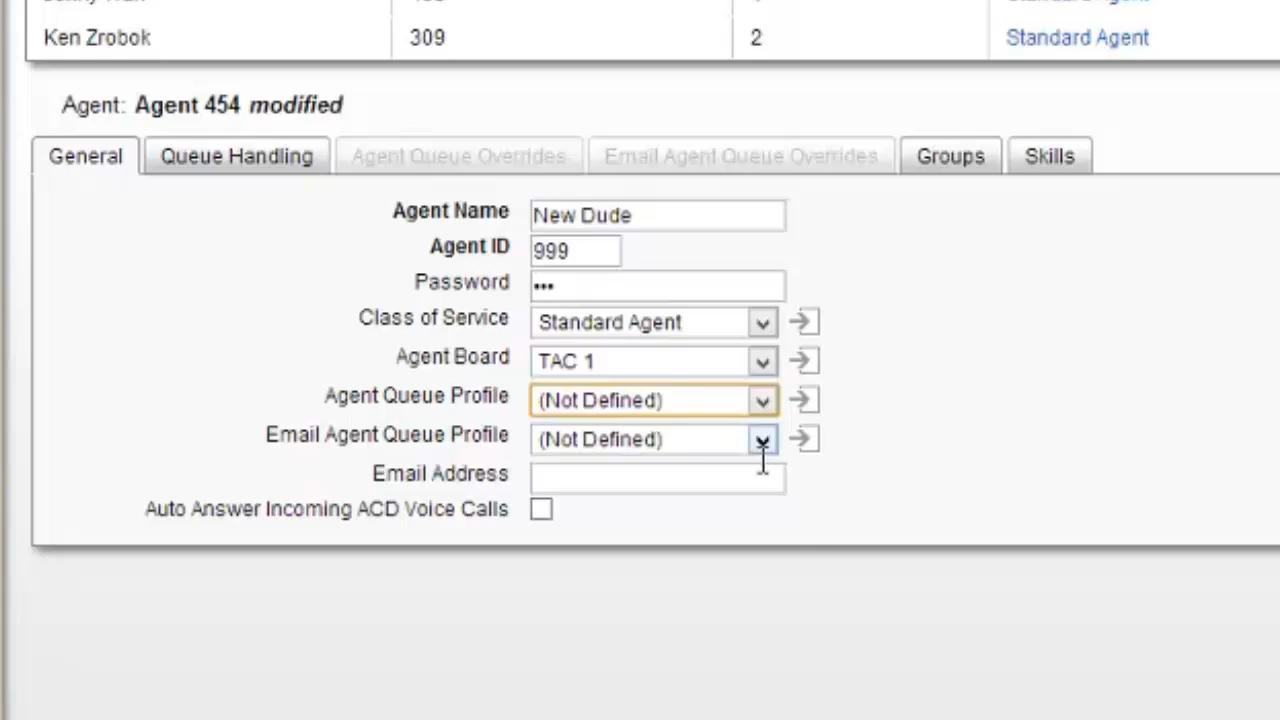 Ken Zrobok 309 2 Standard Agent
Agent: Agent 454 modified
General Queue Handling Agent Queue Overrides Email Agent Queue Overrides Groups Skills
Agent Name New Dude
Agent ID 999
Password •••
Class of Service Standard Agent
Agent Board TAC 1
Agent Queue Profile (Not Defined)
Email Agent Queue Profile (Not Defined)
Email Address
Auto Answer Incoming ACD Voice Calls